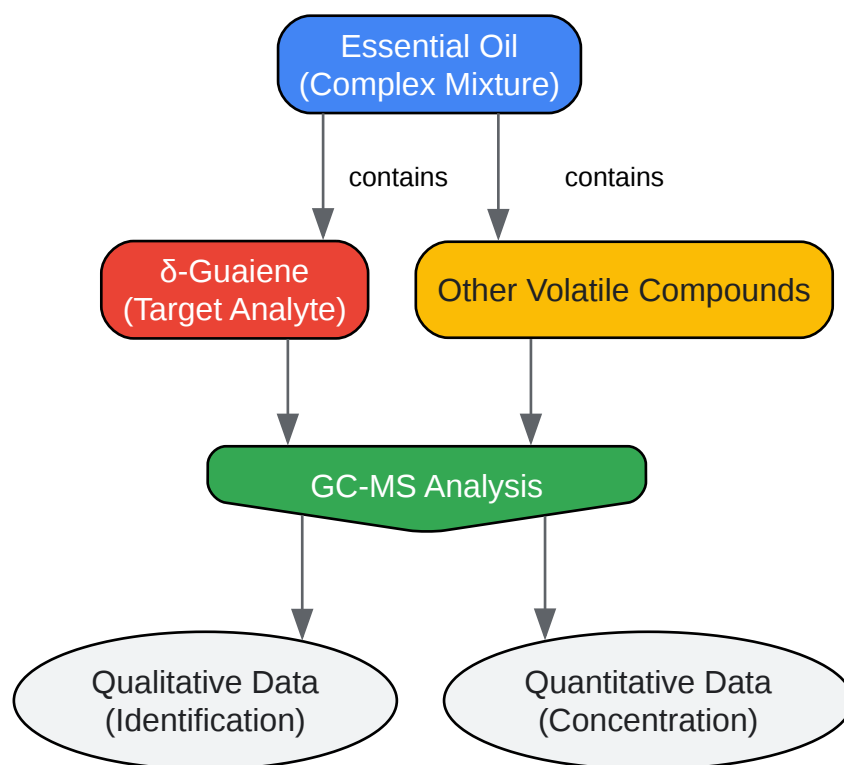 Essential Oil
(Complex Mixture)
contains
contains
δ-Guaiene
(Target Analyte)
Other Volatile Compounds
GC-MS Analysis
Qualitative Data
(Identification)
Quantitative Data
(Concentration)